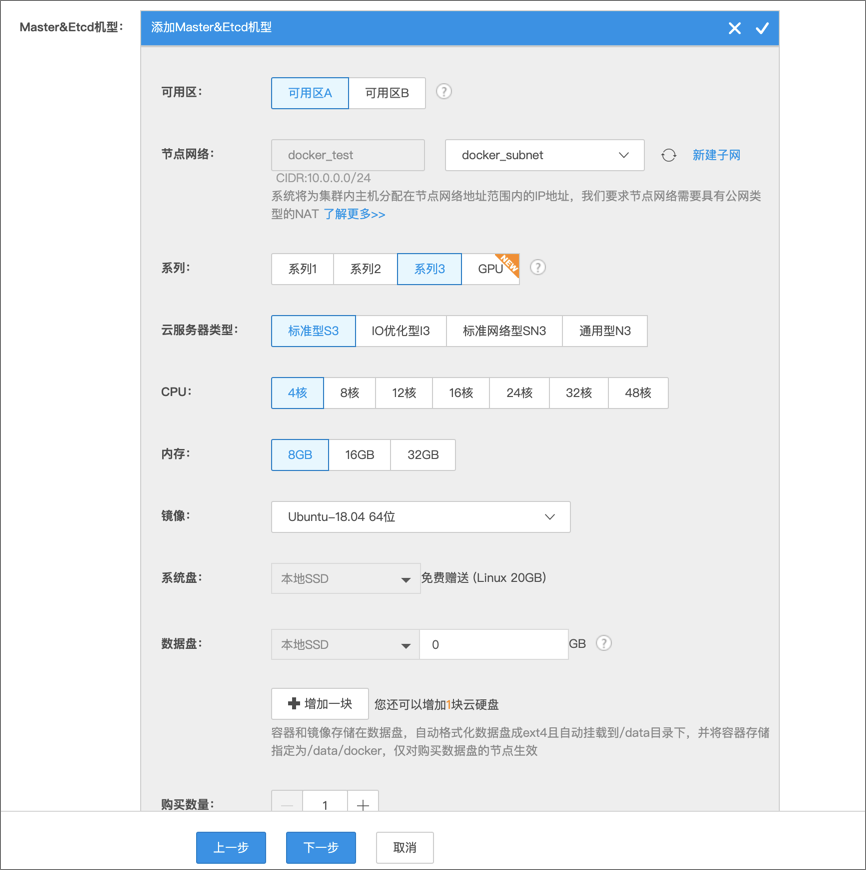 Master&Etcd机型：
添加Master&Etcd机型
可用区：
可用区A 可用区B ?
节点网络：
docker_test docker_subnet 新建子网
CIDR:10.0.0.0/24
系统将为集群内主机分配在节点网络地址范围内的IP地址，我们要求节点网络需要具有公网类
型的NAT 了解更多>>
系列：
系列1 系列2 系列3 GPU NEW ?
云服务器类型：
标准型S3 IO优化型I3 标准网络型SN3 通用型N3
CPU：
4核 8核 12核 16核 24核 32核 48核
内存：
8GB 16GB 32GB
镜像：
Ubuntu-18.04 64位
系统盘：
本地SSD 免费赠送 (Linux 20GB)
数据盘：
本地SSD 0 GB ?
增加一块 您还可以增加1块云硬盘
容器和镜像存储在数据盘，自动格式化数据盘成ext4且自动挂载到/data目录下，并将容器存储
指定为/data/docker，仅对购买数据盘的节点生效
购买数量：
1
上一步 下一步 取消